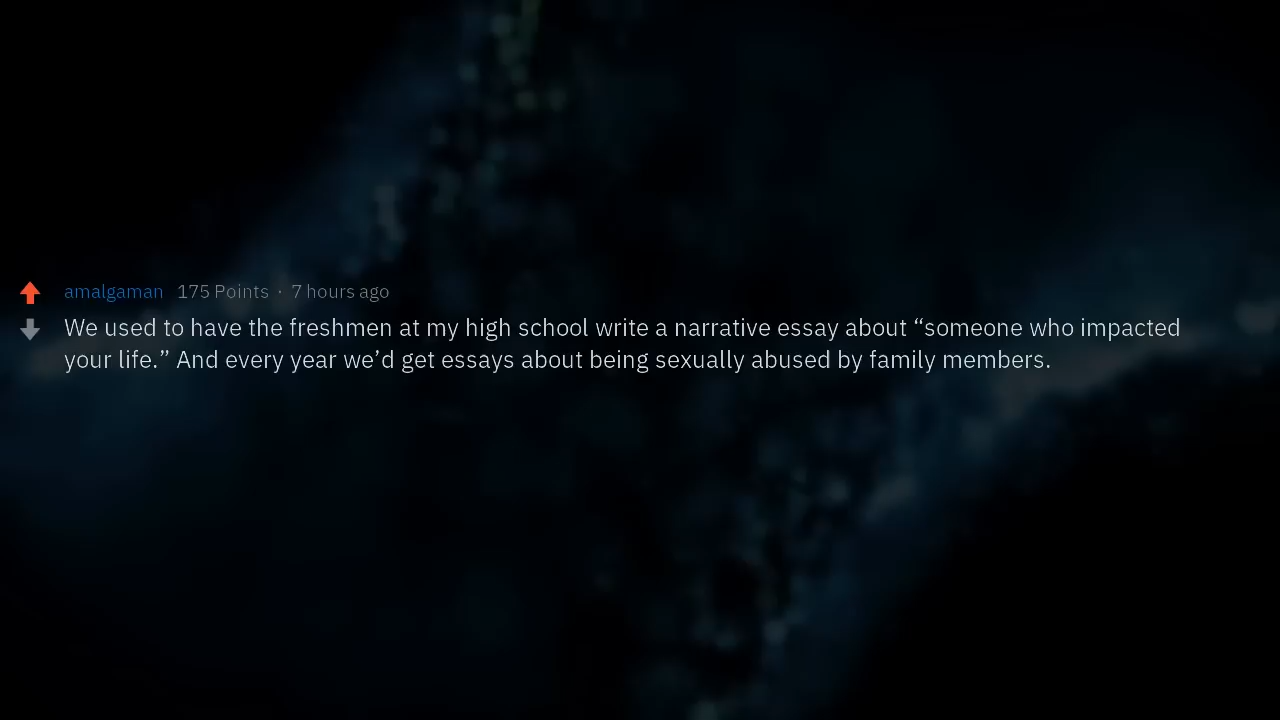 amalgaman 175 Points · 7 hours ago
We used to have the freshmen at my high school write a narrative essay about “someone who impacted
your life.” And every year we’d get essays about being sexually abused by family members.